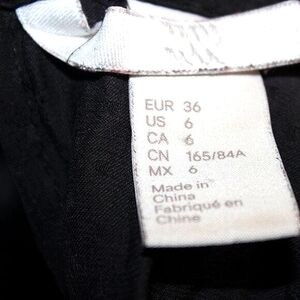 EUR 36
US 6
CA 6
CN 165/84A
MX 6
Made in
China
Fabriqué en
Chine